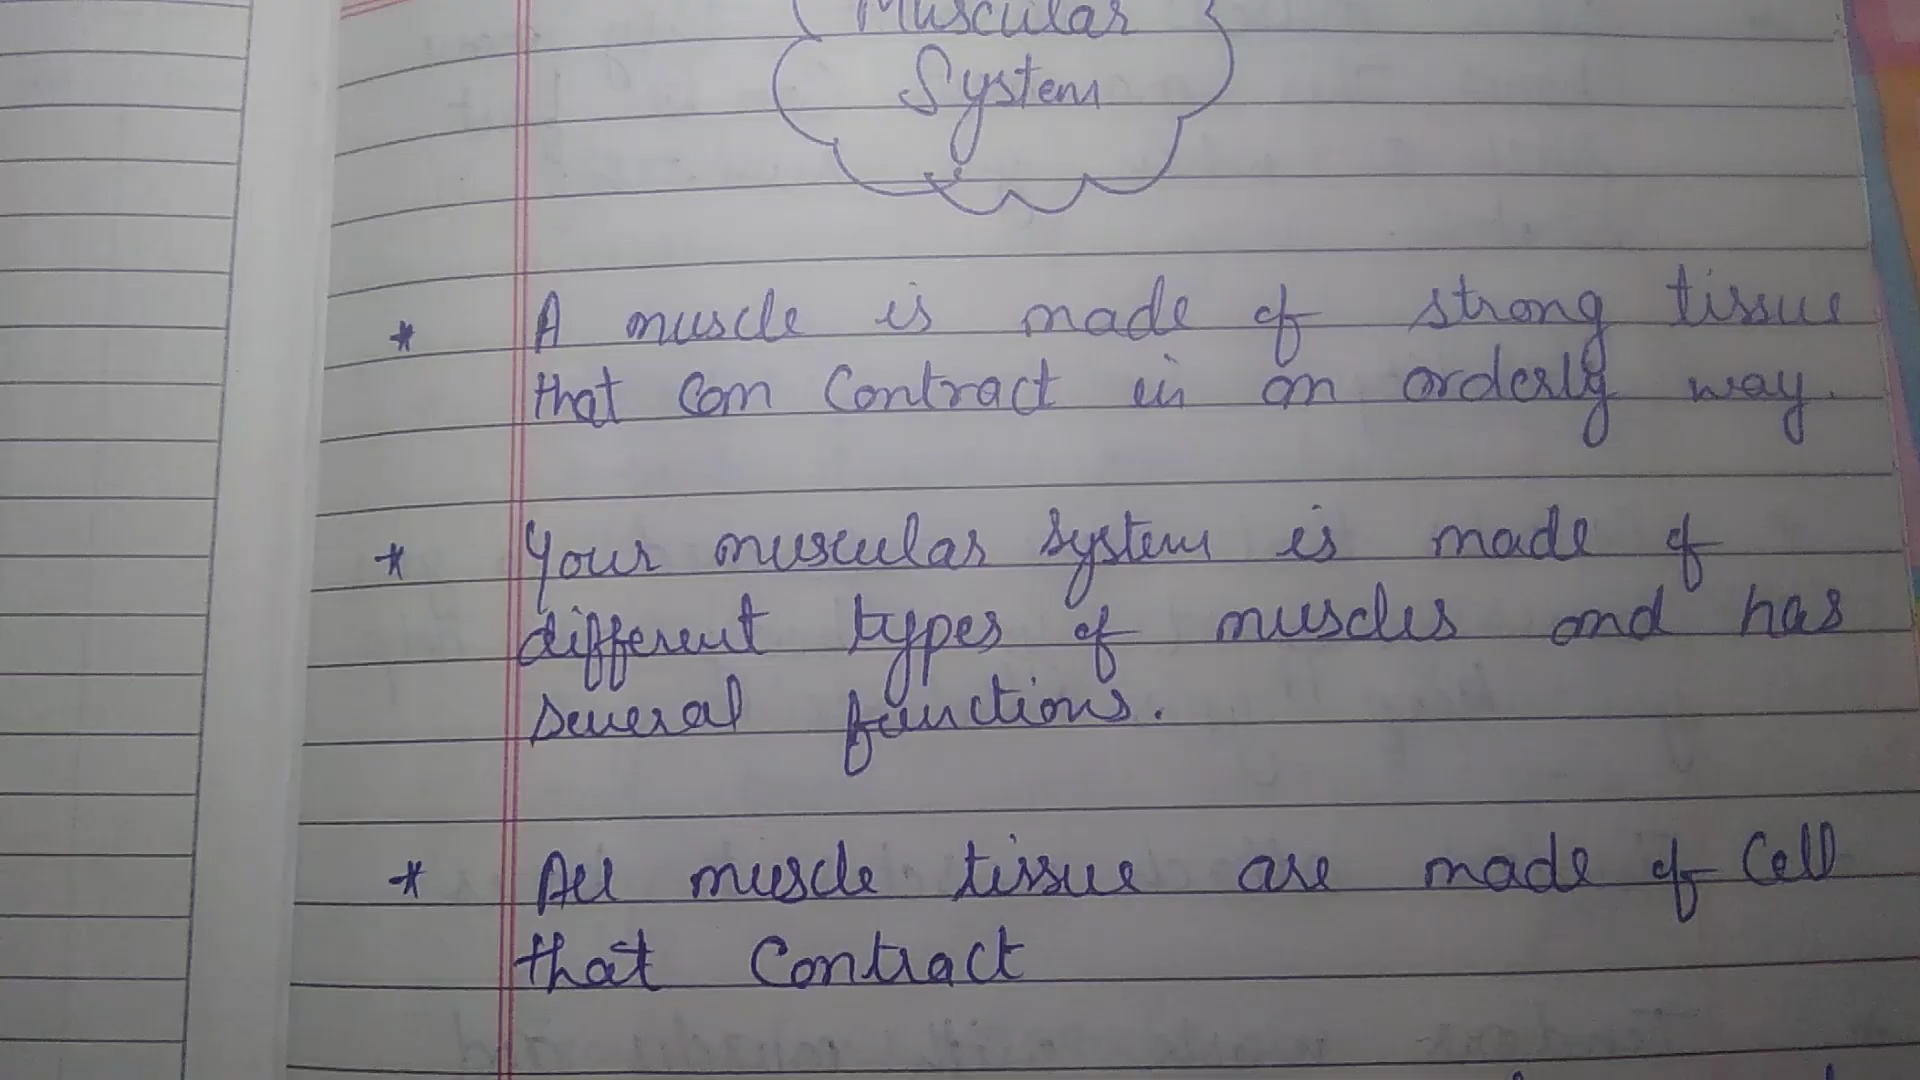 Muscular
System
* A muscle is made of strong tissue
that can contract in an orderly way.
* Your muscular system is made of
different types of muscles and has
several functions.
* All muscle tissue are made of Cell
that Contract